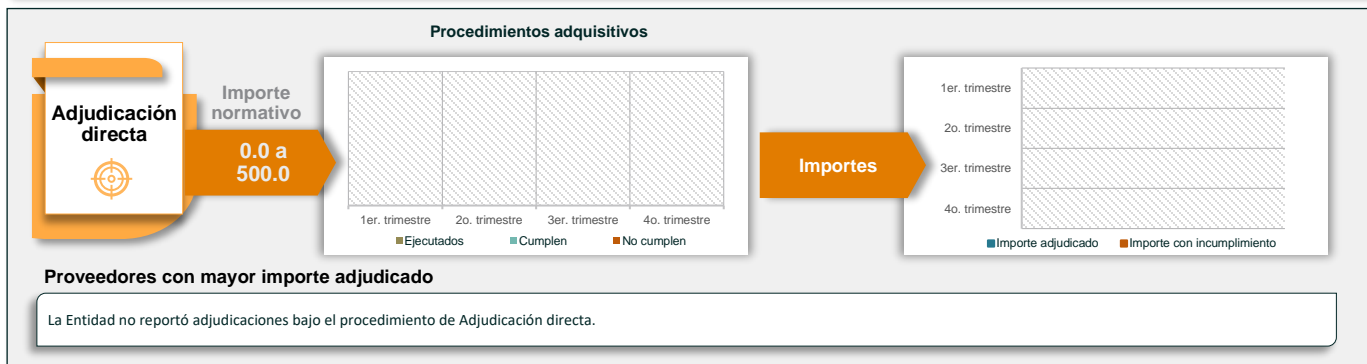 Procedimientos adquisitivos
Adjudicación
directa
Importe
normativo
0.0 a
500.0
1er. trimestre 2o. trimestre 3er. trimestre 4o. trimestre
Ejecutados Cumplen No cumplen
Importes
1er. trimestre
2o. trimestre
3er. trimestre
4o. trimestre
Importe adjudicado Importe con incumplimiento
Proveedores con mayor importe adjudicado
La Entidad no reportó adjudicaciones bajo el procedimiento de Adjudicación directa.